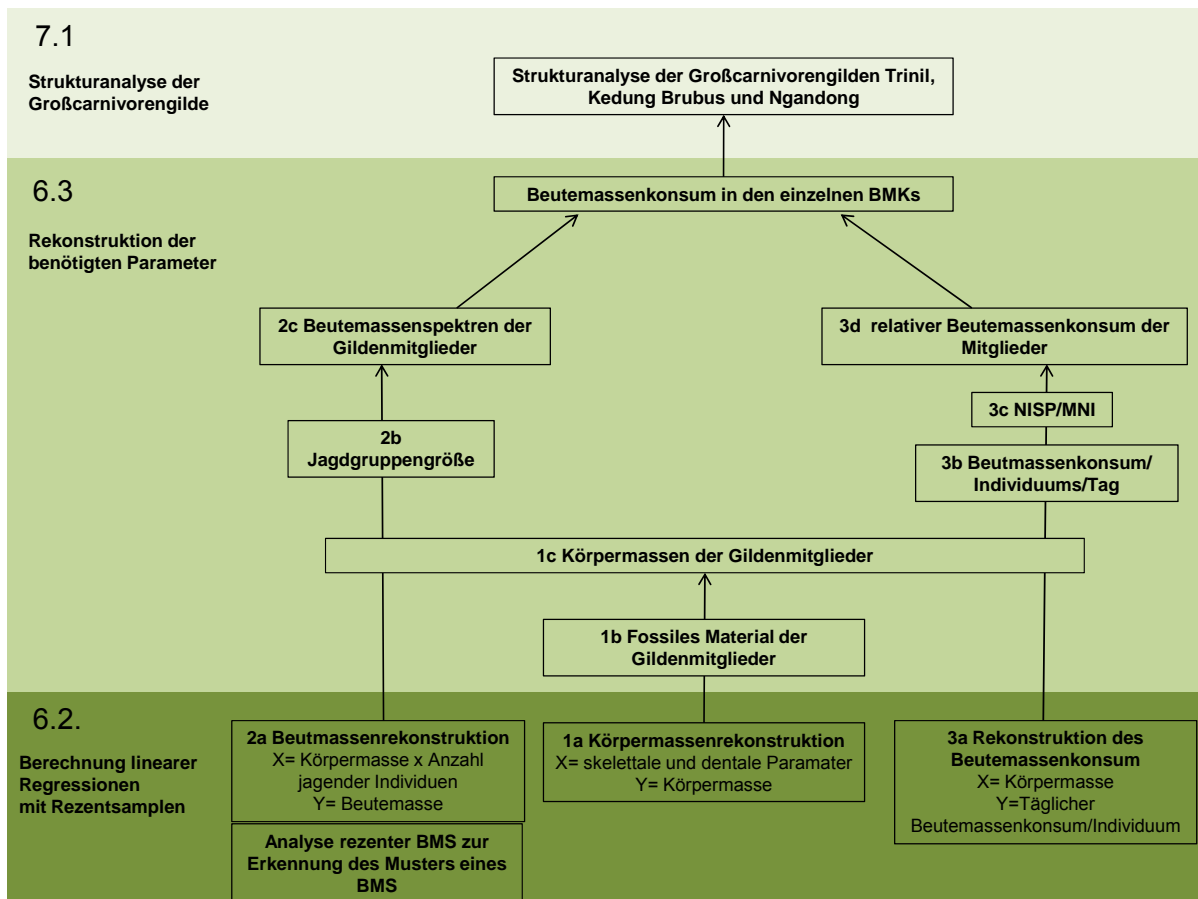 7.1
Strukturanalyse der
Großcarnivorengilde
Strukturanalyse der Großcarnivorengilden Trinil,
Kedung Brubus und Ngandong
6.3
Rekonstruktion der
benötigten Parameter
Beutemassenkonsum in den einzelnen BMKs
2c Beutemassenspektren der
Gildenmitglieder
3d relativer Beutemassenkonsum der
Mitglieder
2b
Jagdgruppengröße
3c NISP/MNI
3b Beutmassenkonsum/
Individuums/Tag
1c Körpermassen der Gildenmitglieder
1b Fossiles Material der
Gildenmitglieder
6.2.
Berechnung linearer
Regressionen
mit Rezentsamplen
2a Beutmassenrekonstruktion
X= Körpermasse x Anzahl
jagender Individuen
Y= Beutemasse
Analyse rezenter BMS zur
Erkennung des Musters eines
BMS
1a Körpermassenrekonstruktion
X= skelettale und dentale Paramater
Y= Körpermasse
3a Rekonstruktion des
Beutemassenkonsum
X= Körpermasse
Y=Täglicher
Beutemassenkonsum/Individuum